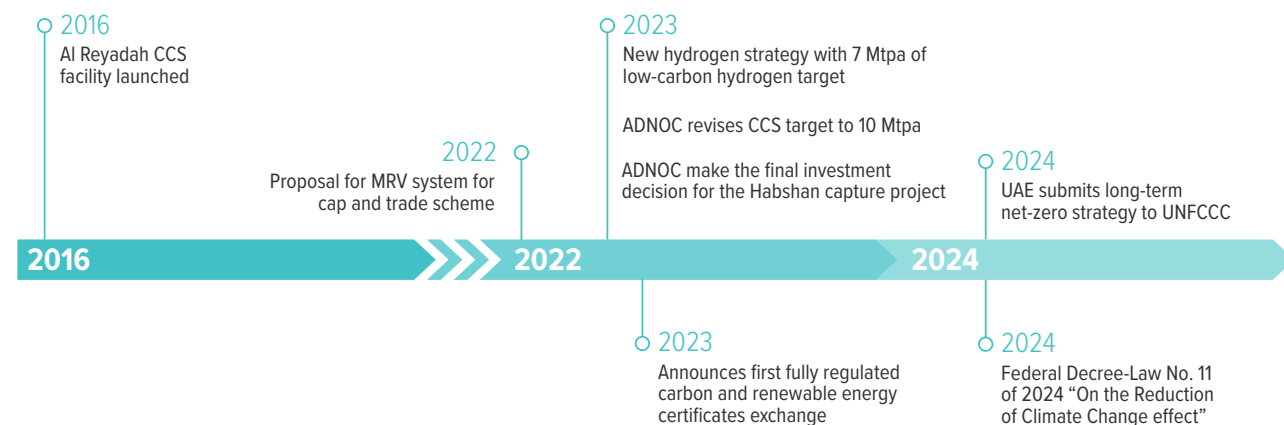 2016
Al Reyadah CCS
facility launched
2022
Proposal for MRV system for
cap and trade scheme
2023
New hydrogen strategy with 7 Mtpa of
low-carbon hydrogen target
ADNOC revises CCS target to 10 Mtpa
ADNOC make the final investment
decision for the Habshan capture project
2024
UAE submits long-term
net-zero strategy to UNFCCC
2016
2022
2024
2023
Announces first fully regulated
carbon and renewable energy
certificates exchange
2024
Federal Decree-Law No. 11
of 2024 “On the Reduction
of Climate Change effect”